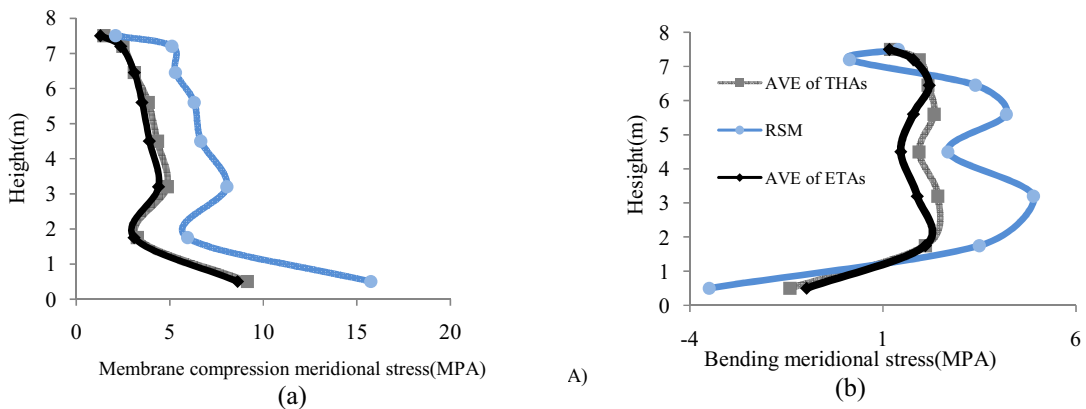 8
7
6
5
4
3
2
1
0
Height(m)
0 5 10 15 20
Membrane compression meridional stress(MPA)
(a)
A)
8
7
6
5
4
3
2
1
0
Hesight(m)
AVE of THAs
RSM
AVE of ETAs
-4 1 6
Bending meridional stress(MPA)
(b)